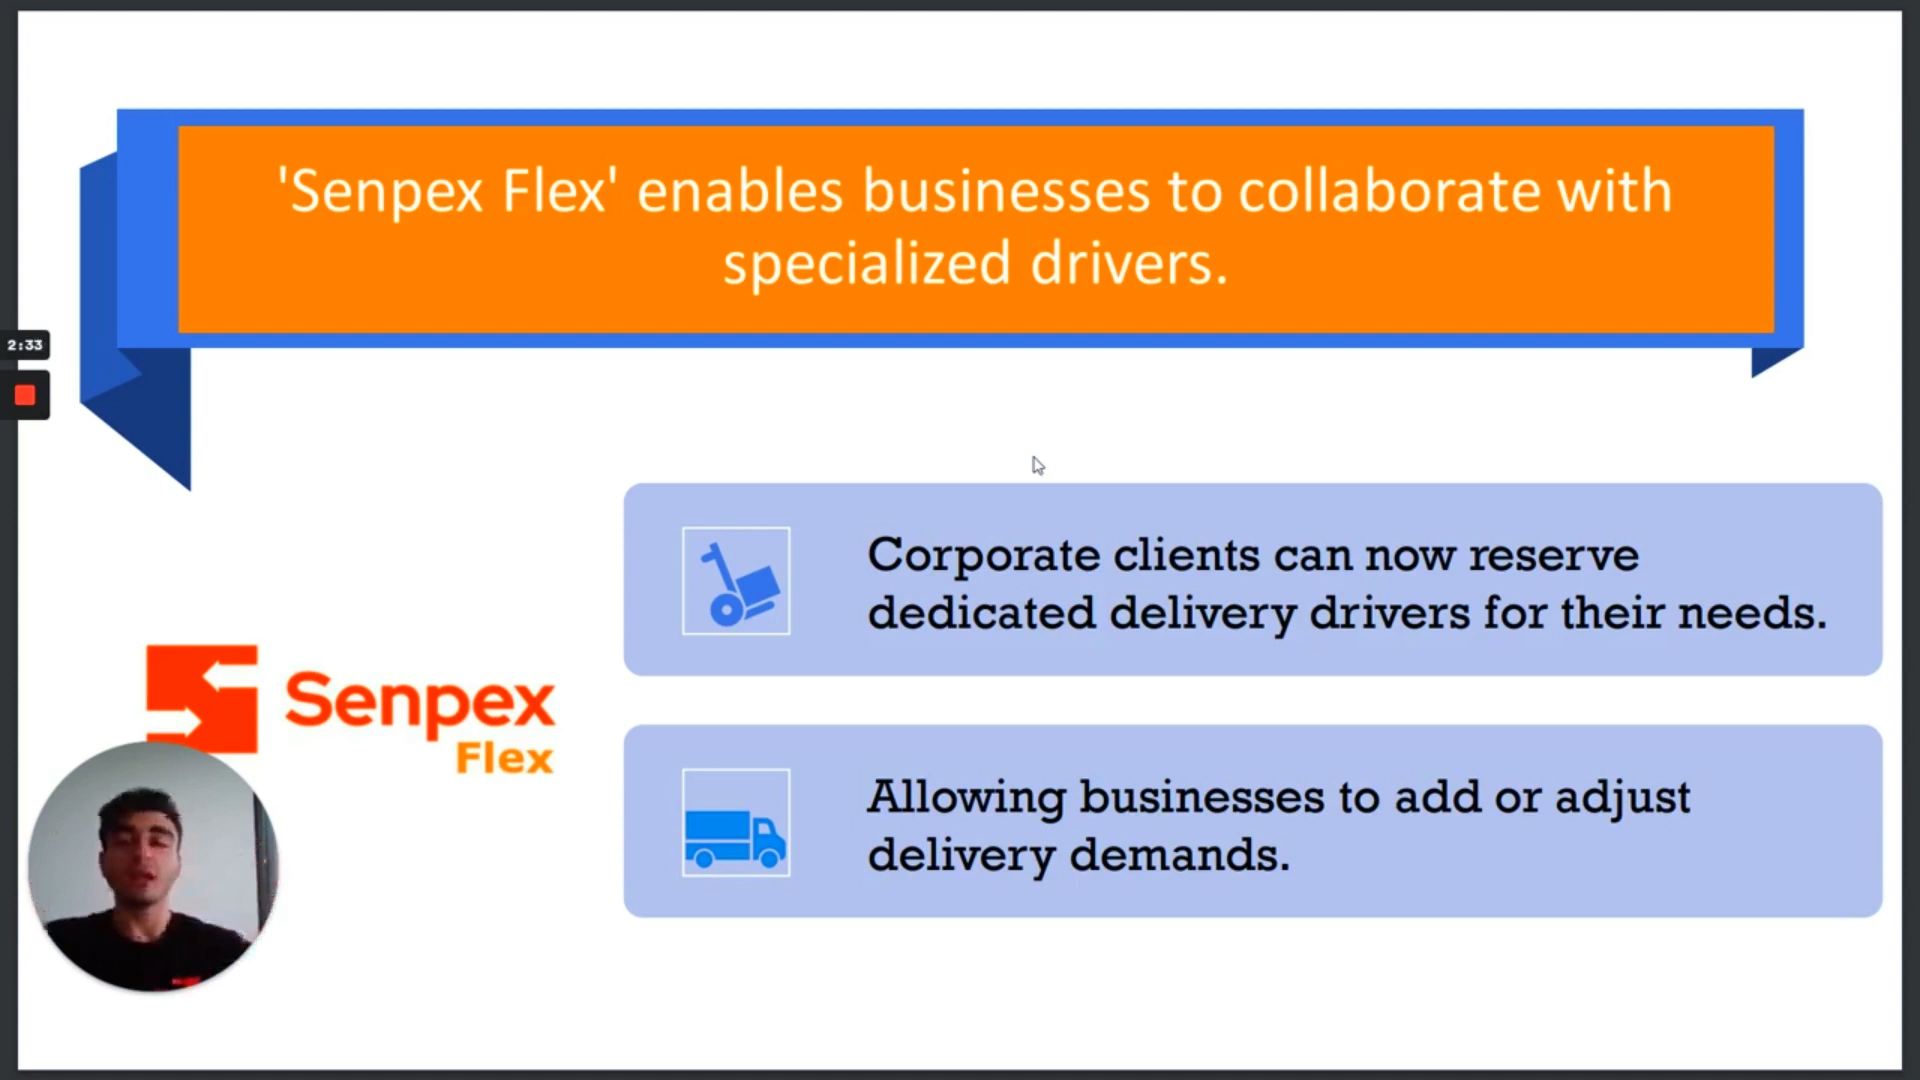 'Senpex Flex' enables businesses to collaborate with
specialized drivers.
2:33
Corporate clients can now reserve
dedicated delivery drivers for their needs.
Senpex
Flex
Allowing businesses to add or adjust
delivery demands.